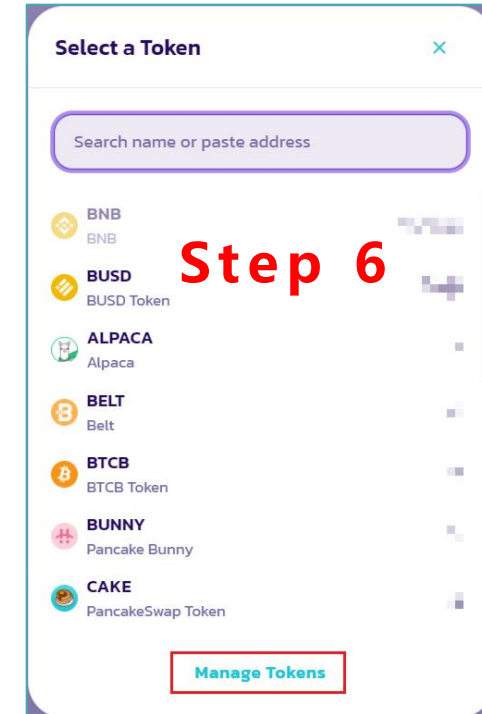 Select a Token
Search name or paste address
BNB
BNB
Step 6
BUSD
BUSD Token
ALPACA
Alpaca
BELT
Belt
BTCB
BTCB Token
BUNNY
Pancake Bunny
CAKE
PancakeSwap Token
Manage Tokens